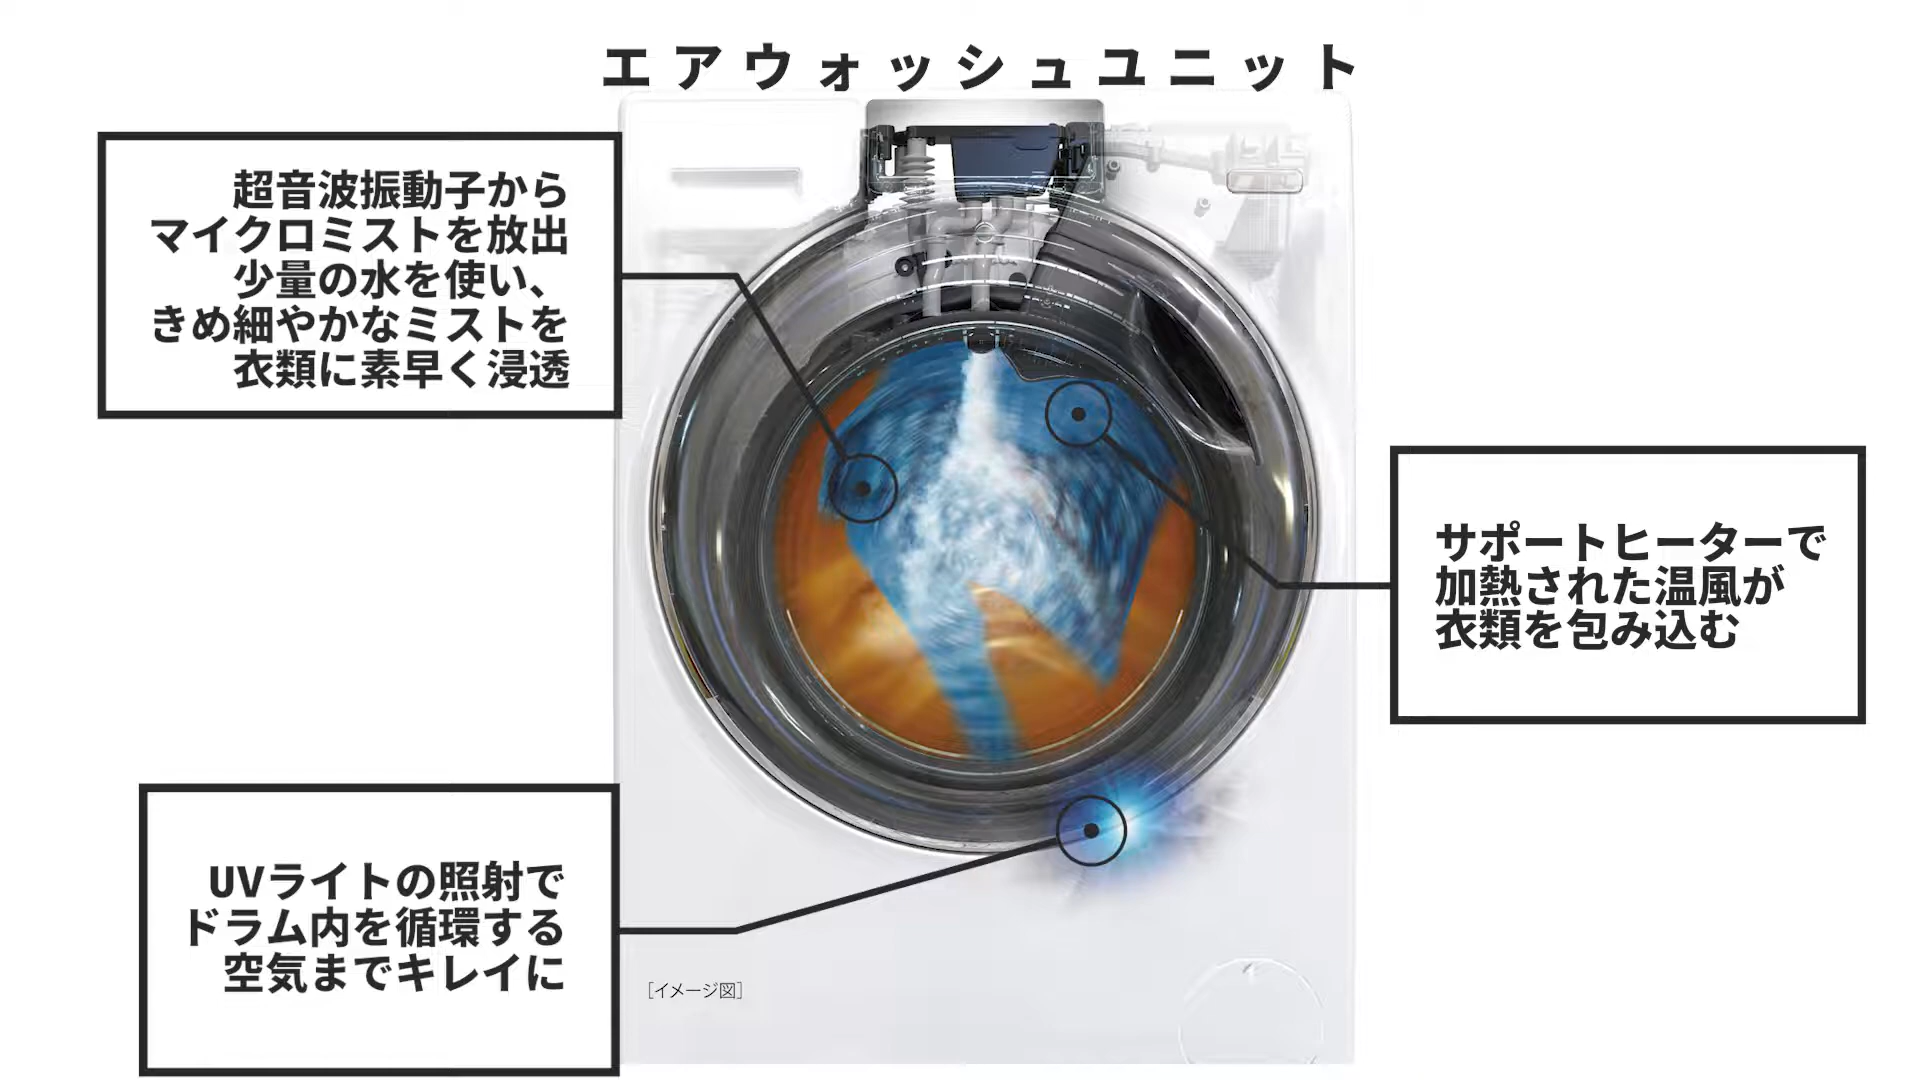 エアウォッシュユニット
超音波振動子から
マイクロミストを放出
少量の水を使い、
きめ細やかなミストを
衣類に素早く浸透
サポートヒーターで
加熱された温風が
衣類を包み込む
UVライトの照射で
ドラム内を循環する
空気までキレイに
［イメージ図］